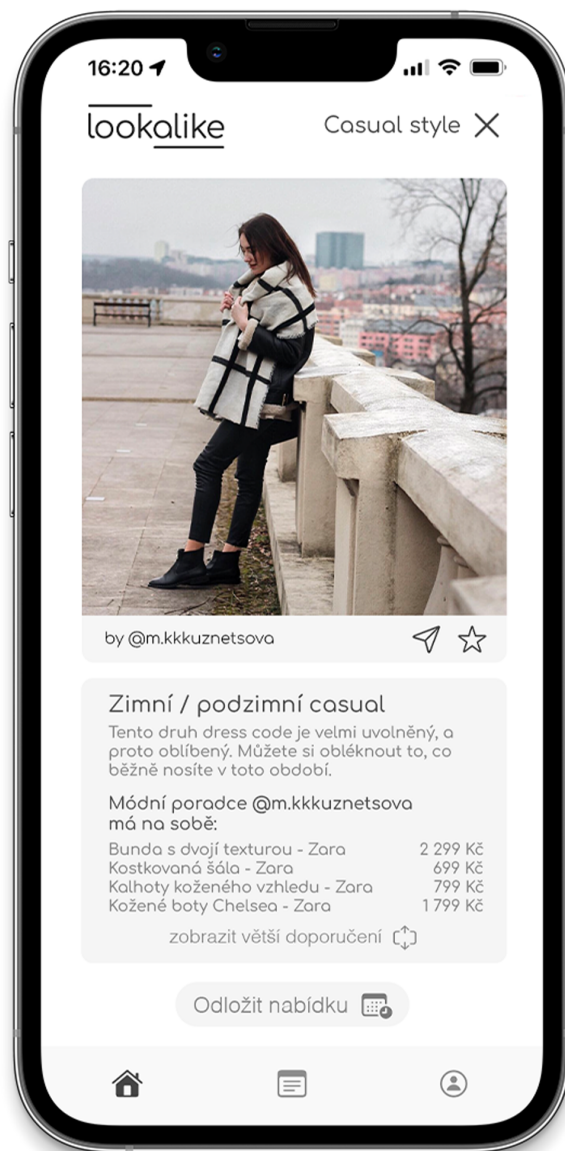 16:20
lookalike
Casual style
by @m.kkkuznetsova
Zimní / podzimní casual
Tento druh dress code je velmi uvolněný, a
proto oblíbený. Můžete si obléknout to, co
běžně nosíte v toto období.
Módní poradce @m.kkkuznetsova
má na sobě:
Bunda s dvojí texturou - Zara 2 299 Kč
Kostkovaná šála - Zara 699 Kč
Kalhoty koženého vzhledu - Zara 799 Kč
Kožené boty Chelsea - Zara 1 799 Kč
zobrazit větší doporučení
Odložit nabídku